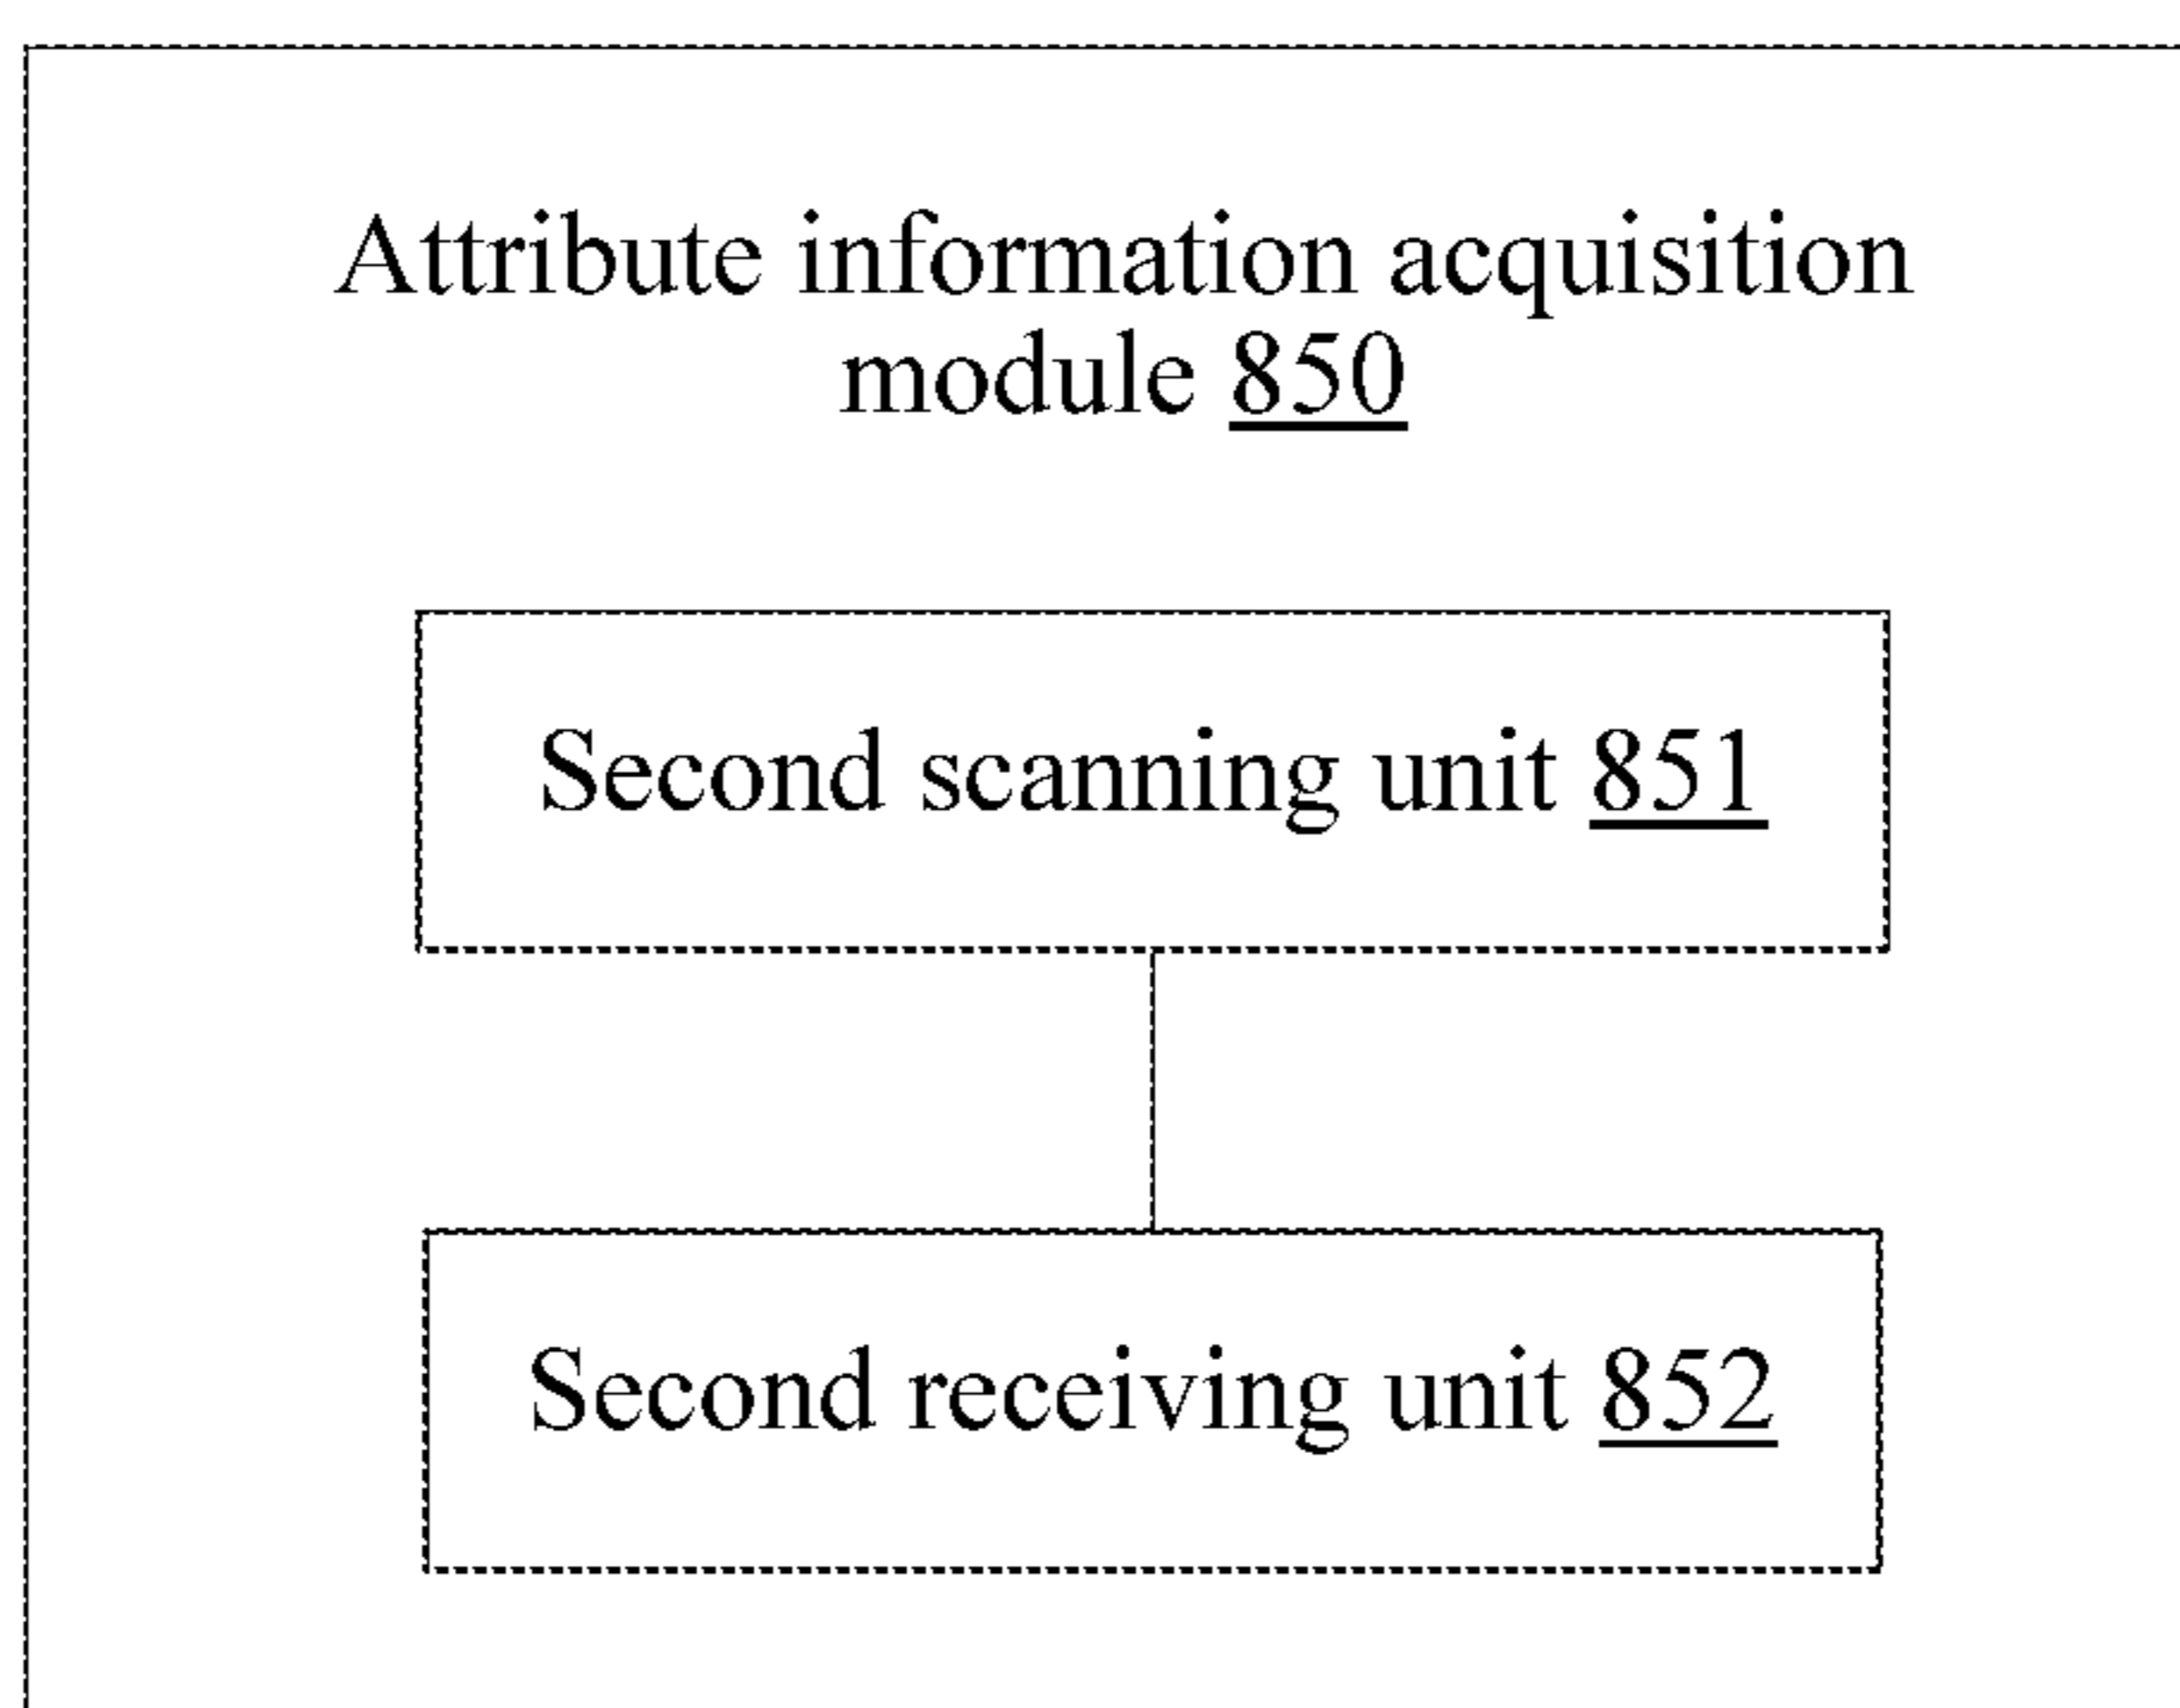 Attribute information acquisition
module 850
Second scanning unit 851
Second receiving unit 852